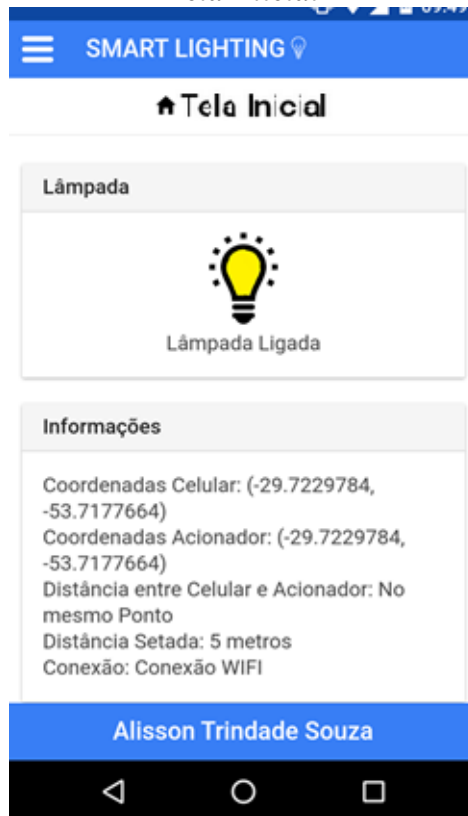 SMART LIGHTING
Tela Inicial
Lâmpada
Lâmpada Ligada
Informações
Coordenadas Celular: (-29.7229784,
-53.7177664)
Coordenadas Acionador: (-29.7229784,
-53.7177664)
Distância entre Celular e Acionador: No
mesmo Ponto
Distância Setada: 5 metros
Conexão: Conexão WIFI
Alisson Trindade Souza